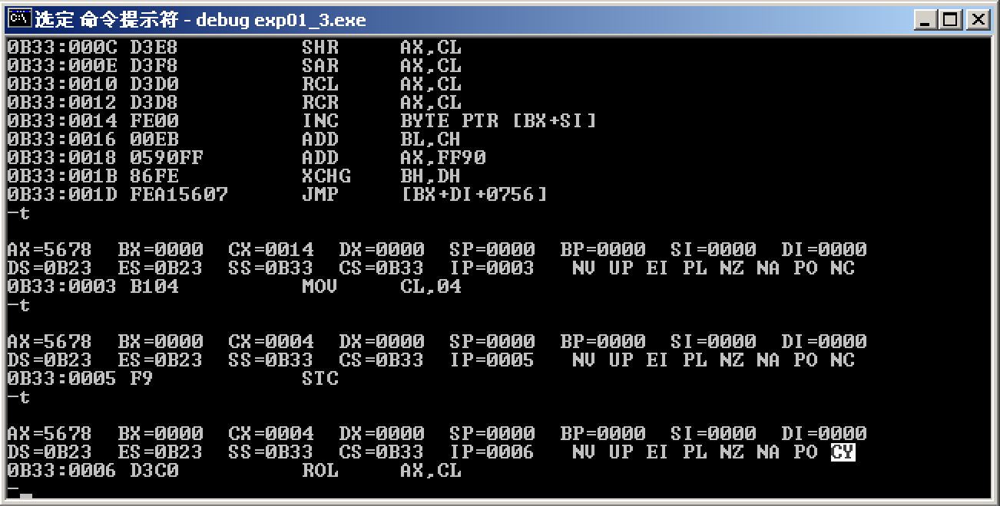 选定 命令提示符 - debug exp01_3.exe
0B33:000C D3E8          SHR     AX,CL
0B33:000E D3F8          SAR     AX,CL
0B33:0010 D3D0          RCL     AX,CL
0B33:0012 D3D8          RCR     AX,CL
0B33:0014 FE00          INC     BYTE PTR [BX+SI]
0B33:0016 00EB          ADD     BL,CH
0B33:0018 0590FF        ADD     AX,FF90
0B33:001B 86FE          XCHG    BH,DH
0B33:001D FEA15607      JMP     [BX+DI+0756]
-t
AX=5678  BX=0000  CX=0014  DX=0000  SP=0000  BP=0000  SI=0000  DI=0000
DS=0B23  ES=0B23  SS=0B33  CS=0B33  IP=0003   NV UP EI PL NZ NA PO NC
0B33:0003 B104          MOV     CL,04
-t
AX=5678  BX=0000  CX=0004  DX=0000  SP=0000  BP=0000  SI=0000  DI=0000
DS=0B23  ES=0B23  SS=0B33  CS=0B33  IP=0005   NV UP EI PL NZ NA PO NC
0B33:0005 F9            STC
-t
AX=5678  BX=0000  CX=0004  DX=0000  SP=0000  BP=0000  SI=0000  DI=0000
DS=0B23  ES=0B23  SS=0B33  CS=0B33  IP=0006   NV UP EI PL NZ NA PO CY
0B33:0006 D3C0          ROL     AX,CL
-